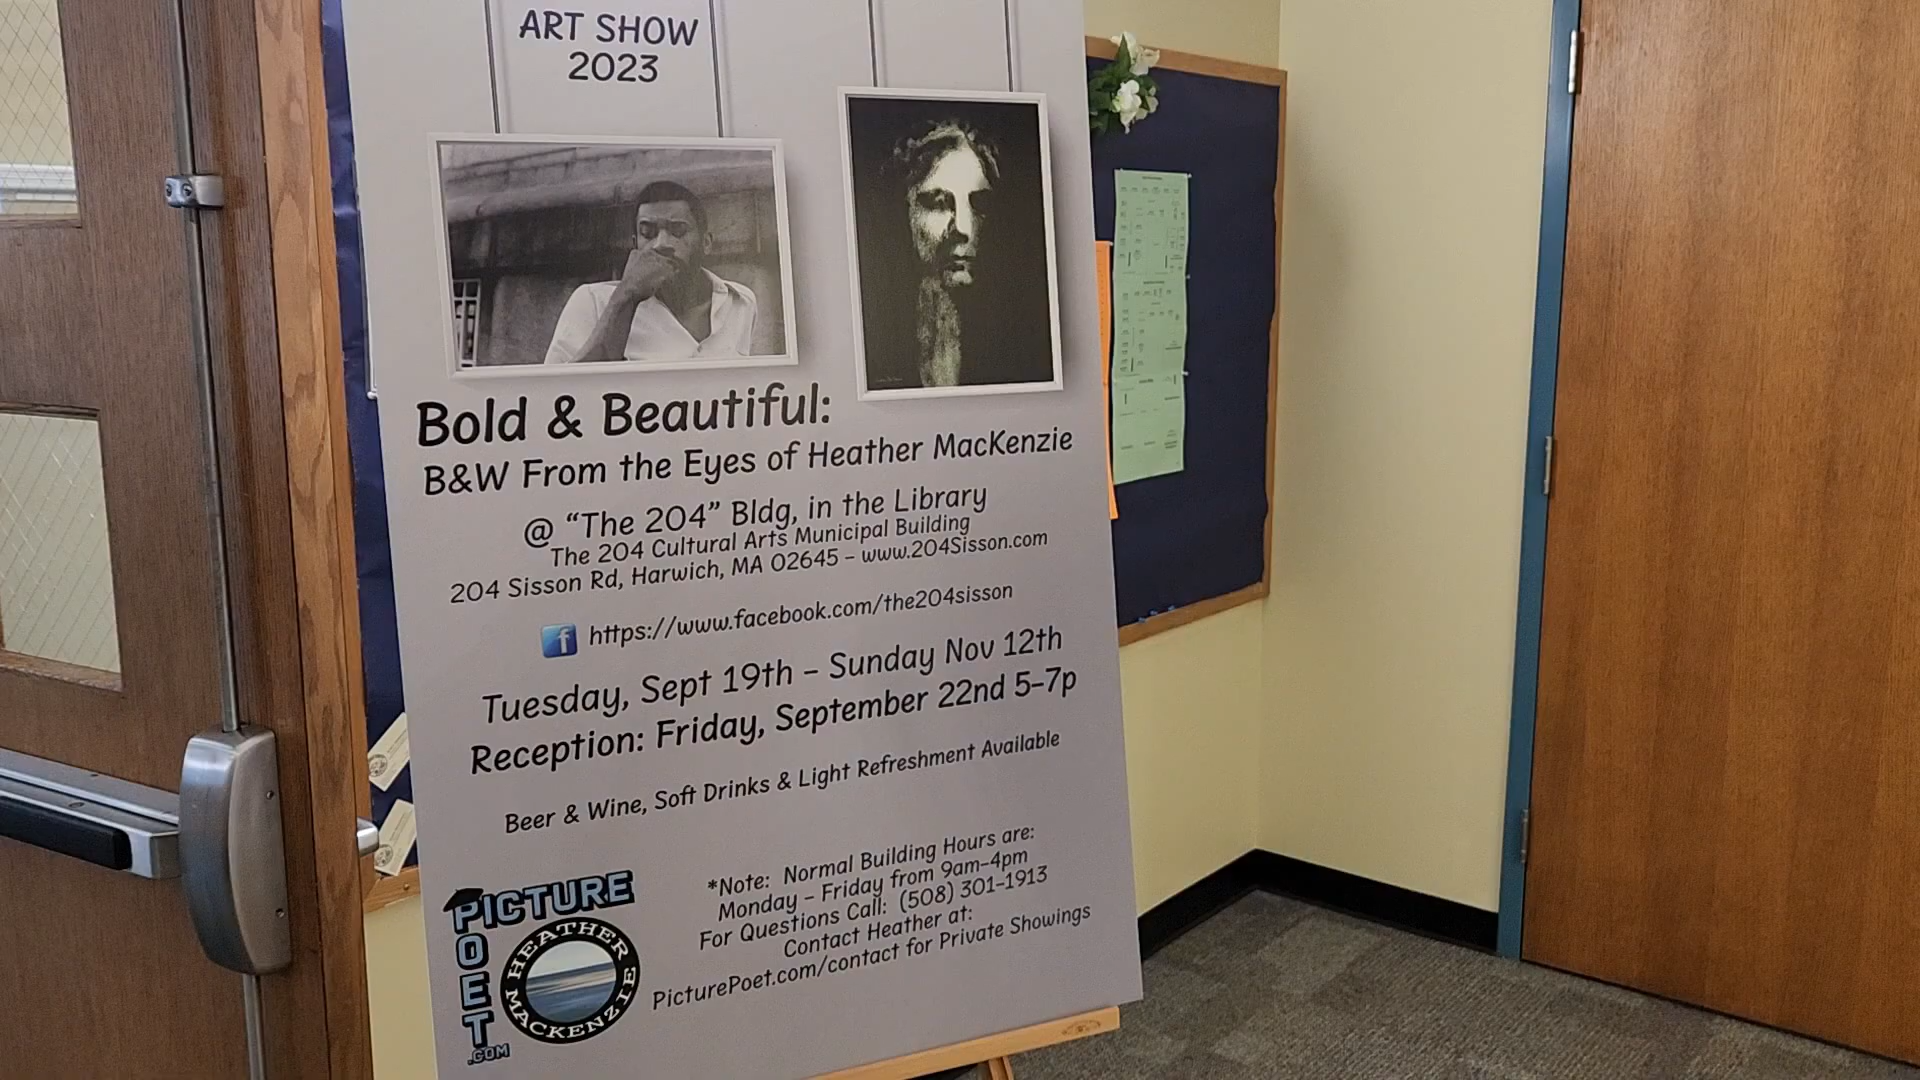 ART SHOW
2023
Bold & Beautiful:
B&W From the Eyes of Heather MacKenzie
@ “The 204” Bldg, in the Library
The 204 Cultural Arts Municipal Building
204 Sisson Rd, Harwich, MA 02645 – www.204Sisson.com
f https://www.facebook.com/the204sisson
Tuesday, Sept 19th – Sunday Nov 12th
Reception: Friday, September 22nd 5–7p
Beer & Wine, Soft Drinks & Light Refreshment Available
*Note: Normal Building Hours are:
Monday – Friday from 9am–4pm
For Questions Call: (508) 301–1913
Contact Heather at:
PicturePoet.com/contact for Private Showings
PICTURE
POET
.COM
HEATHER
MACKENZIE